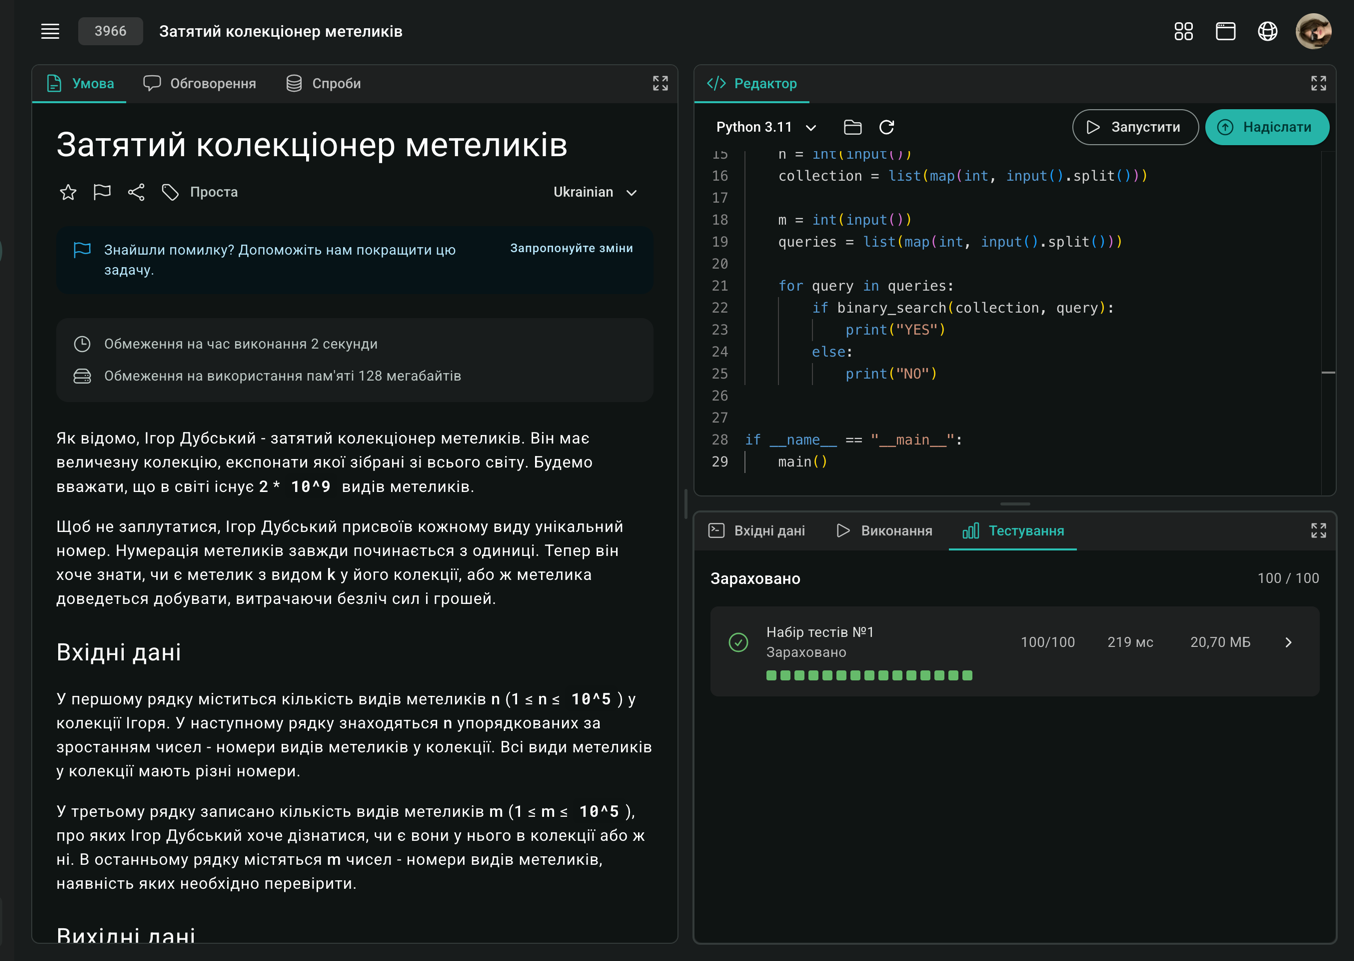 3966
Затятий колекціонер метеликів
Умова
Обговорення
Спроби
Затятий колекціонер метеликів
Проста
Ukrainian
Знайшли помилку? Допоможіть нам покращити цю
задачу.
Запропонуйте зміни
Обмеження на час виконання 2 секунди
Обмеження на використання пам'яті 128 мегабайтів
Як відомо, Ігор Дубський - затятий колекціонер метеликів. Він має
величезну колекцію, експонати якої зібрані зі всього світу. Будемо
вважати, що в світі існує 2 * 10^9 видів метеликів.
Щоб не заплутатися, Ігор Дубський присвоїв кожному виду унікальний
номер. Нумерація метеликів завжди починається з одиниці. Тепер він
хоче знати, чи є метелик з видом k у його колекції, або ж метелика
доведеться добувати, витрачаючи безліч сил і грошей.
Вхідні дані
У першому рядку міститься кількість видів метеликів n (1 ≤ n ≤ 10^5 ) у
колекції Ігоря. У наступному рядку знаходяться n упорядкованих за
зростанням чисел - номери видів метеликів у колекції. Всі види метеликів
у колекції мають різні номери.
У третьому рядку записано кількість видів метеликів m (1 ≤ m ≤ 10^5 ),
про яких Ігор Дубський хоче дізнатися, чи є вони у нього в колекції або ж
ні. В останньому рядку містяться m чисел - номери видів метеликів,
наявність яких необхідно перевірити.
Вихідні дані
Редактор
Python 3.11
Запустити
Надіслати
15 n = int(input())
16 collection = list(map(int, input().split()))
17
18 m = int(input())
19 queries = list(map(int, input().split()))
20
21 for query in queries:
22 if binary_search(collection, query):
23 print("YES")
24 else:
25 print("NO")
26
27
28 if __name__ == "__main__":
29 main()
Вхідні дані
Виконання
Тестування
Зараховано
100 / 100
Набір тестів №1
Зараховано
100/100
219 мс
20,70 МБ